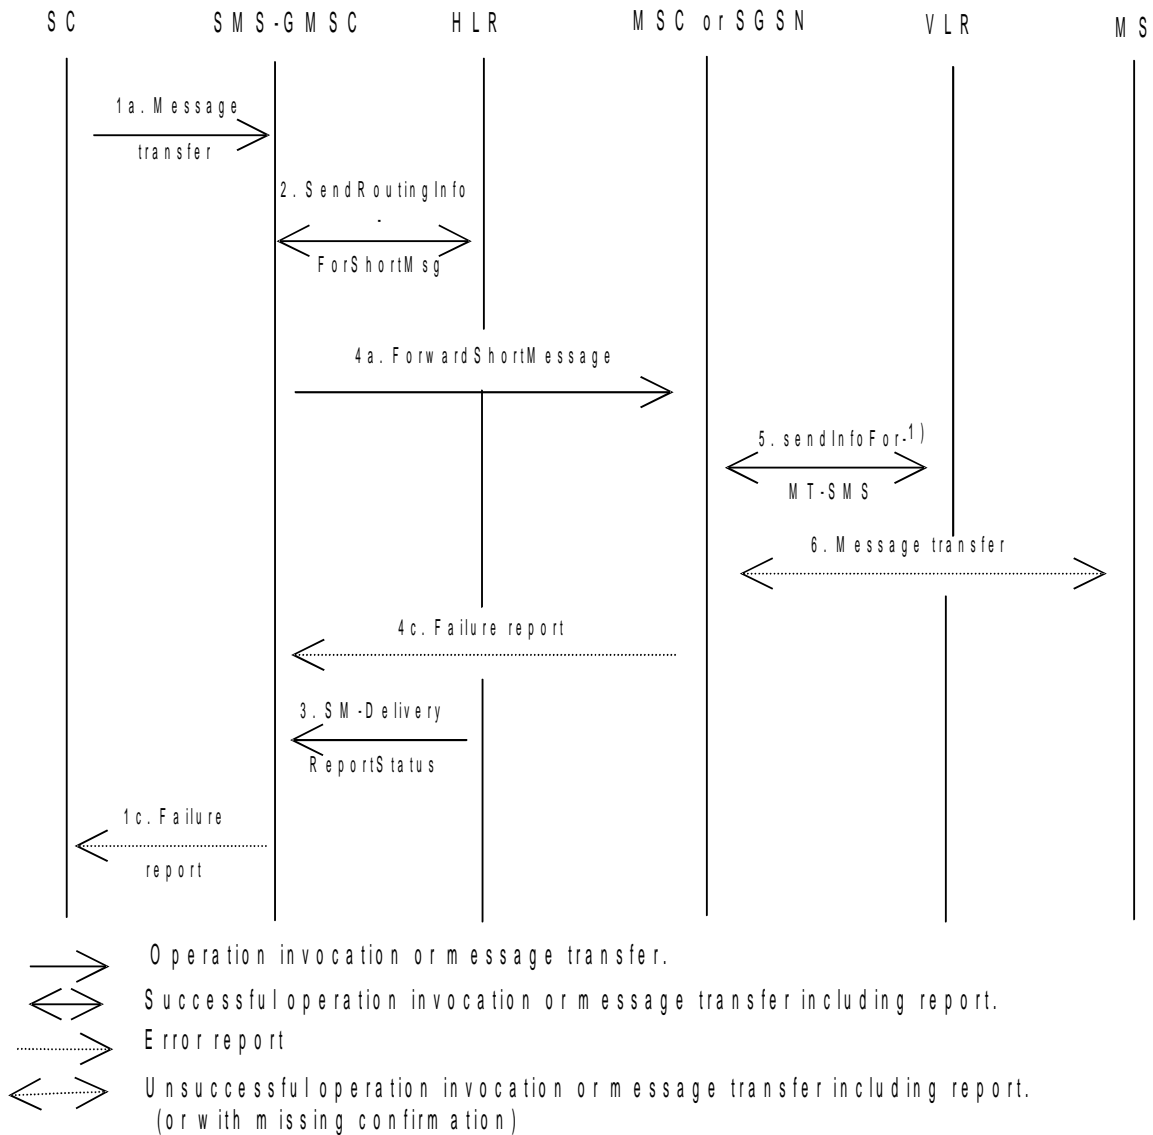 SC SMS-GMSC HLR MSC or SGSN VLR MS
1a. Message
transfer
2. SendRoutingInfo
-
ForShortMsg
4a. ForwardShortMessage
5. sendInfoFor-1)
MT-SMS
6. Message transfer
4c. Failure report
3. SM-Delivery
ReportStatus
1c. Failure
report
Operation invocation or message transfer.
Successful operation invocation or message transfer including report.
Error report
Unsuccessful operation invocation or message transfer including report.
(or with missing confirmation)